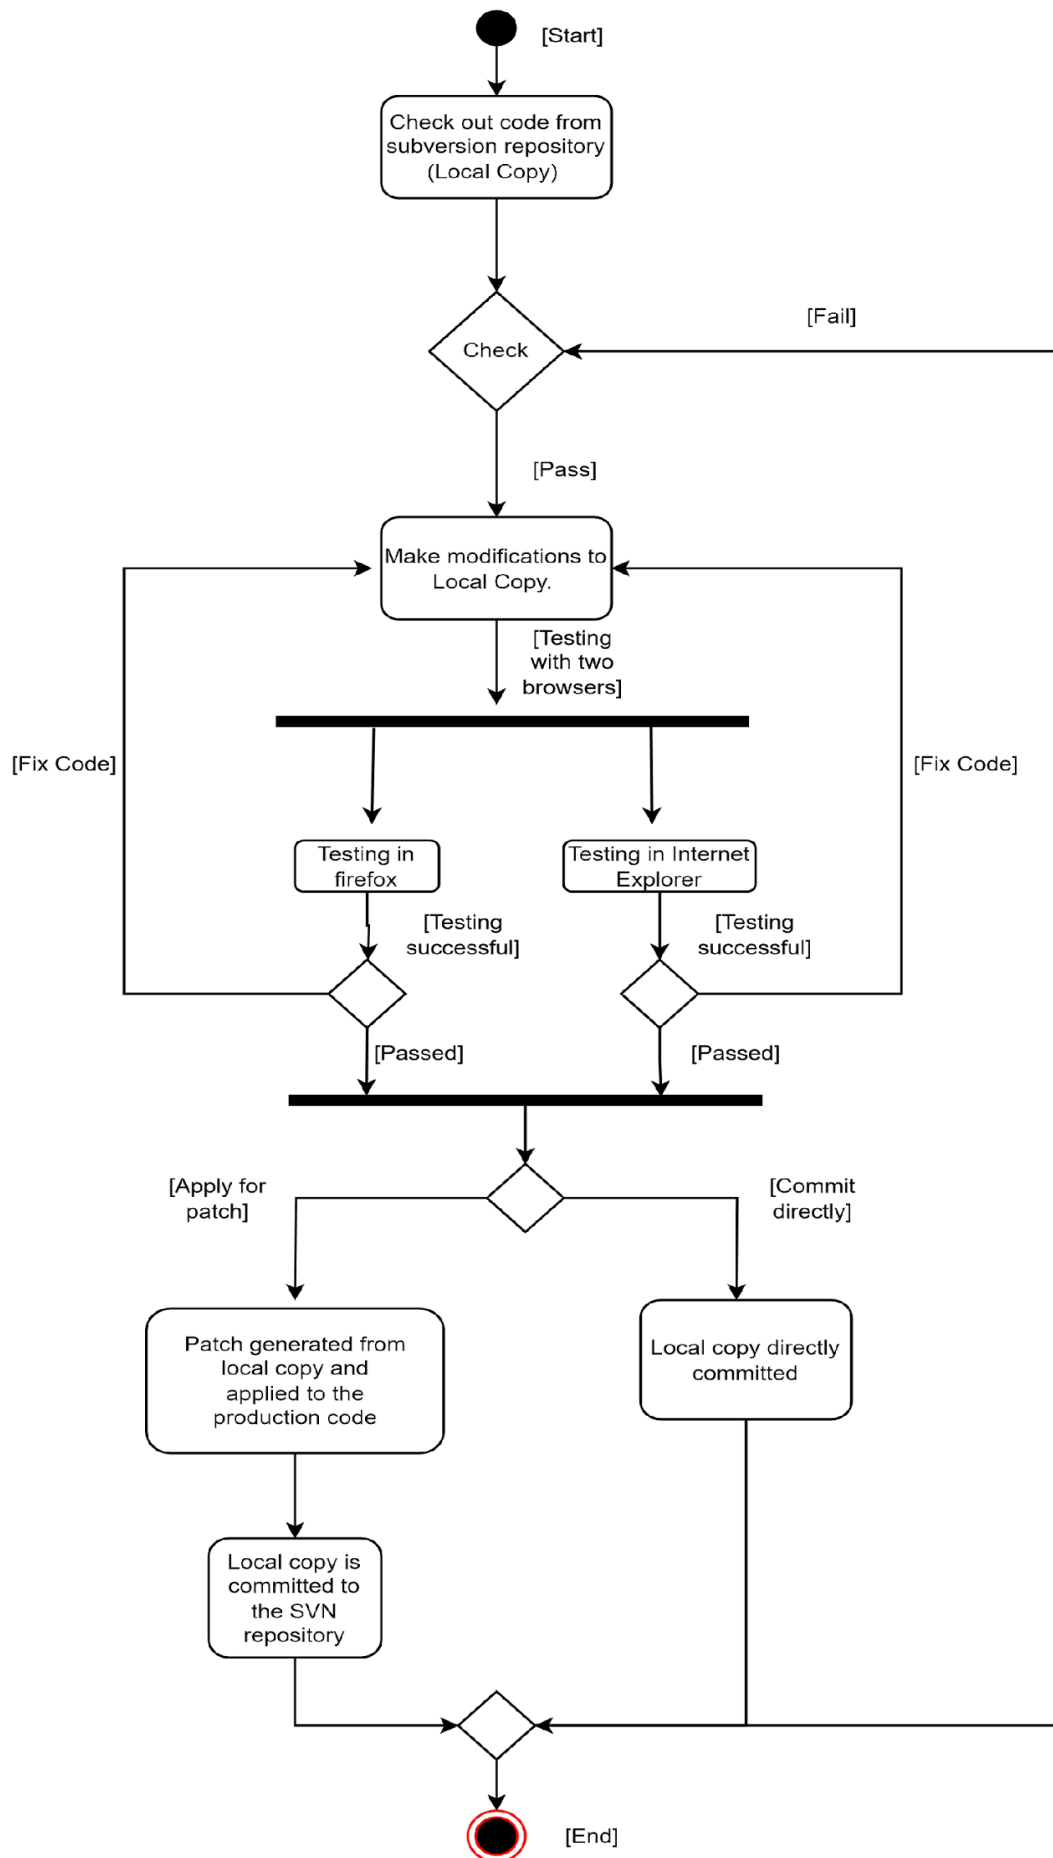 [Start]
Check out code from
subversion repository
(Local Copy)
[Fail]
Check
[Pass]
Make modifications to
Local Copy.
[Testing
with two
browsers]
[Fix Code]
[Fix Code]
Testing in
firefox
Testing in Internet
Explorer
[Testing
successful]
[Testing
successful]
[Passed]
[Passed]
[Apply for
patch]
[Commit
directly]
Patch generated from
local copy and
applied to the
production code
Local copy directly
committed
Local copy is
committed to
the SVN
repository
[End]